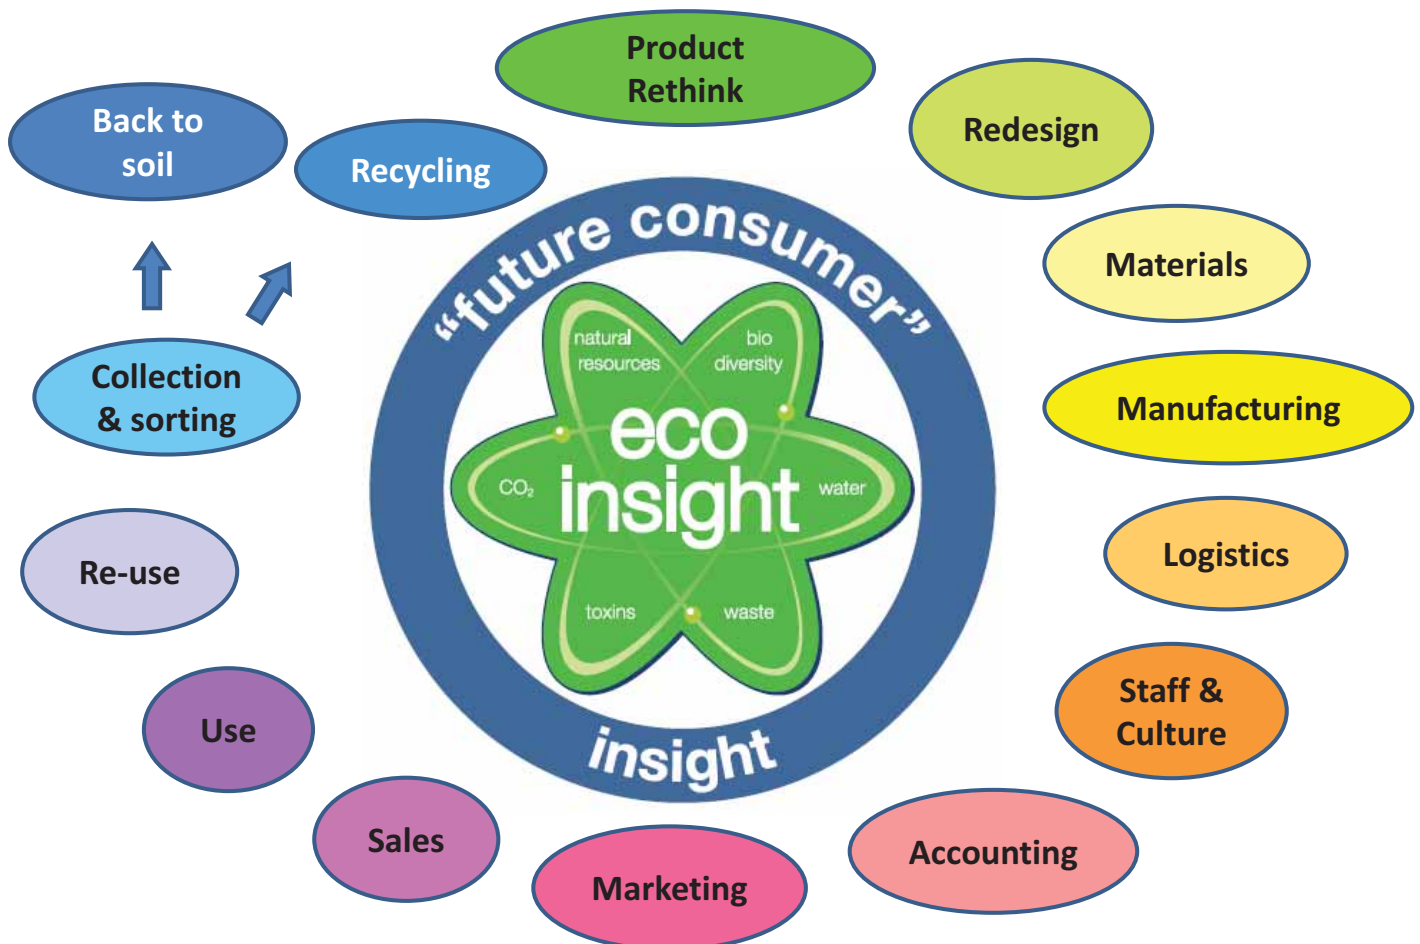 Product
Rethink
Redesign
Materials
Manufacturing
Logistics
Staff &
Culture
Accounting
Marketing
Sales
Use
Re-use
Collection
& sorting
Back to
soil
Recycling
“future consumer”
insight
natural
resources
bio
diversity
eco
insight
CO₂
water
toxins
waste